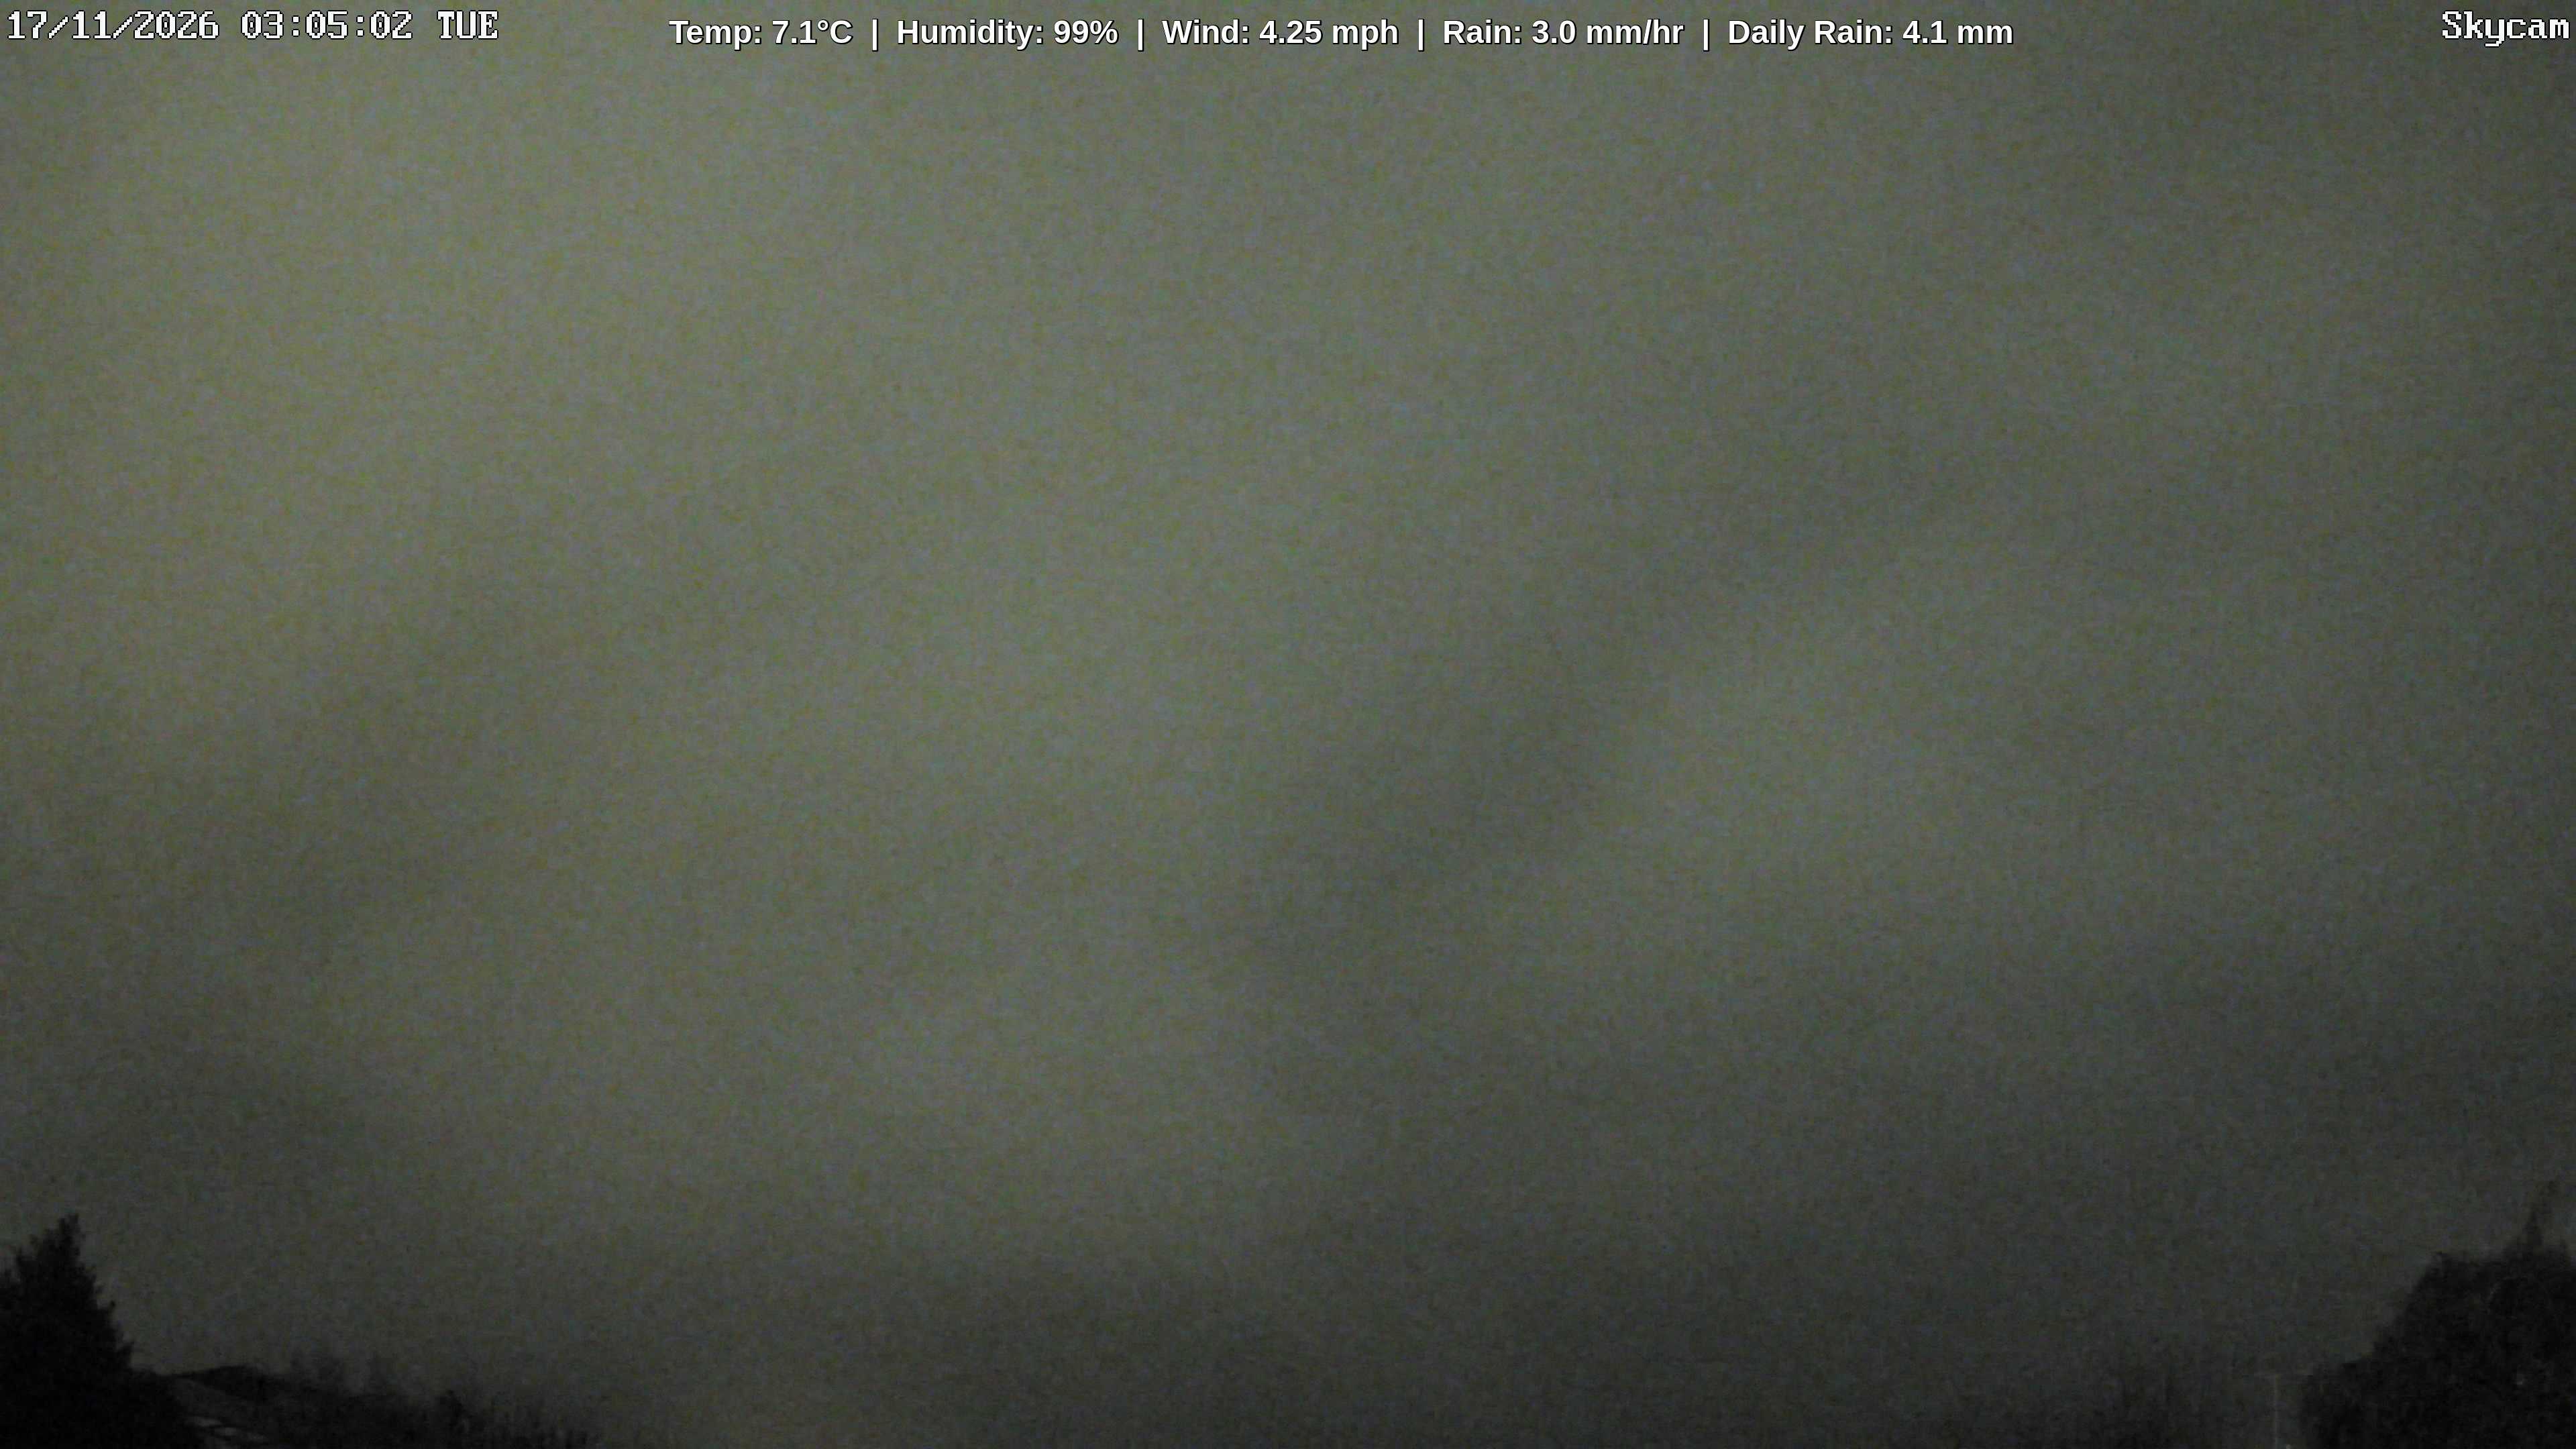 17/11/2026 03:05:02 TUE
Temp: 7.1°C | Humidity: 99% | Wind: 4.25 mph | Rain: 3.0 mm/hr | Daily Rain: 4.1 mm
Skycam